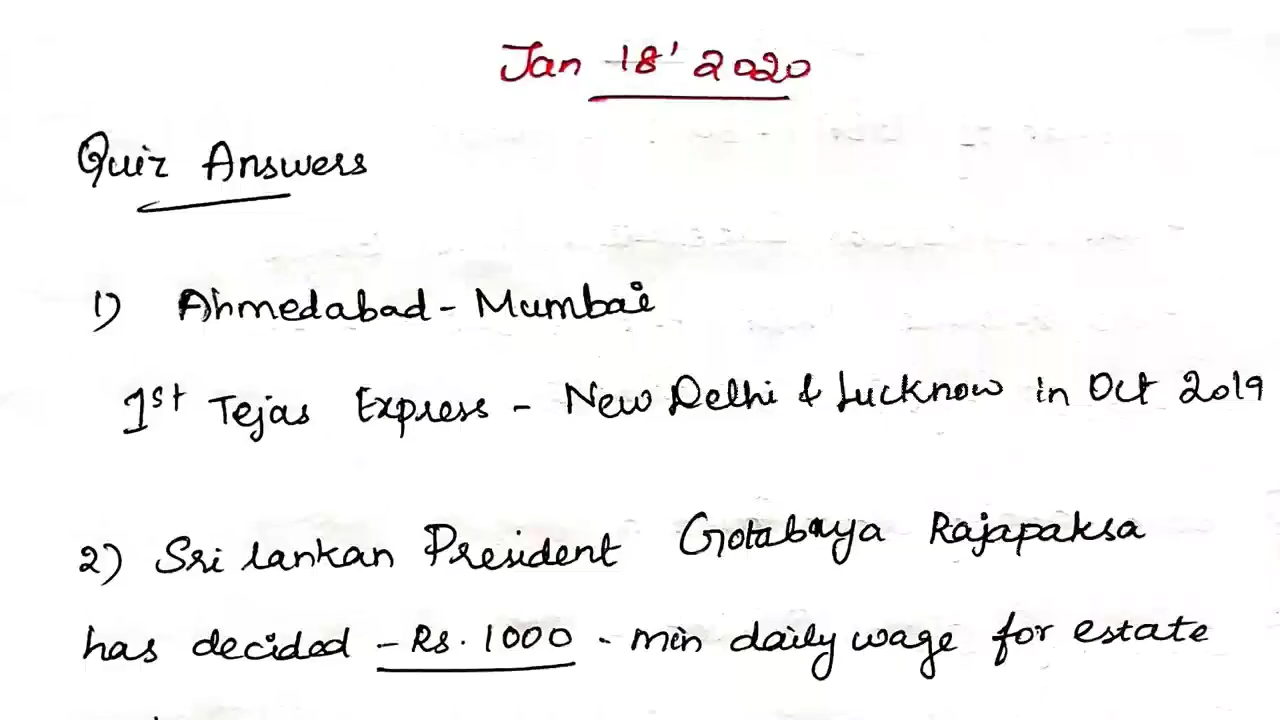 Jan 18' 2020
Quiz Answers
1) Ahmedabad - Mumbai
1st Tejas Express - New Delhi & Lucknow in Oct 2019
2) Sri lankan President Gotabaya Rajapaksa
has decided - Rs. 1000 - min daily wage for estate